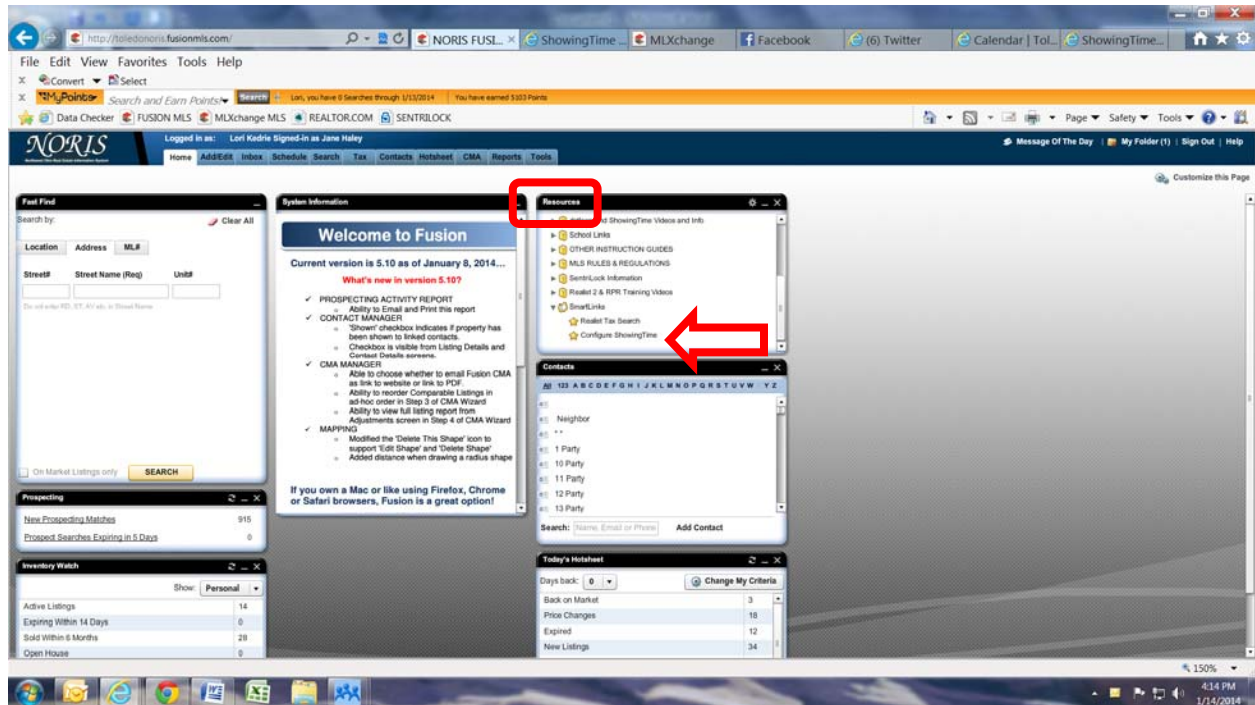 http://toledonoris.fusionmls.com/
NORIS FUSI... ShowingTime ... MLXchange Facebook (6) Twitter Calendar | Tol... ShowingTime...
File Edit View Favorites Tools Help
x Convert Select
x MyPoints Search and Earn Points! Search Lori, you have 0 Searches through 1/13/2014 You have earned 5103 Points
Data Checker FUSION MLS MLXchange MLS REALTOR.COM SENTRILOCK Page Safety Tools
NORIS Logged in as: Lori Kedrie Signed-in as Jane Haley Message Of The Day | My Folder (1) | Sign Out | Help
Home Add/Edit Inbox Schedule Search Tax Contacts Hotsheet CMA Reports Tools
Customize this Page
Fast Find
Search by: Clear All
Location Address ML#
Street# Street Name (Req) Unit#
Do not enter RD, ST, AV etc. in Street Name
On Market Listings only SEARCH
Prospecting
New Prospecting Matches 915
Prospect Searches Expiring in 5 Days 0
Inventory Watch
Show: Personal
Active Listings 14
Expiring Within 14 Days 0
Sold Within 6 Months 28
Open House 0
System Information
Welcome to Fusion
Current version is 5.10 as of January 8, 2014...
What's new in version 5.10?
✓ PROSPECTING ACTIVITY REPORT
o Ability to Email and Print this report
✓ CONTACT MANAGER
o 'Shown' checkbox indicates if property has
been shown to linked contacts.
o Checkbox is visible from Listing Details and
Contact Details screens.
✓ CMA MANAGER
o Able to choose whether to email Fusion CMA
as link to website or link to PDF.
o Ability to reorder Comparable Listings in
ad-hoc order in Step 3 of CMA Wizard
o Ability to view full listing report from
Adjustments screen in Step 4 of CMA Wizard
✓ MAPPING
o Modified the 'Delete This Shape' icon to
support 'Edit Shape' and 'Delete Shape'
o Added distance when drawing a radius shape
If you own a Mac or like using Firefox, Chrome
or Safari browsers, Fusion is a great option!
Resources
ShowingTime Videos and Info
School Links
OTHER INSTRUCTION GUIDES
MLS RULES & REGULATIONS
SentriLock Information
Realist 2 & RPR Training Videos
SmartLinks
Realist Tax Search
Configure ShowingTime
Contacts
All 123 A B C D E F G H I J K L M N O P Q R S T U V W Y Z
Neighbor
* *
1 Party
10 Party
11 Party
12 Party
13 Party
Search: Name, Email or Phone Add Contact
Today's Hotsheet
Days back: 0 Change My Criteria
Back on Market 3
Price Changes 18
Expired 12
New Listings 34
150%
4:14 PM
1/14/2014